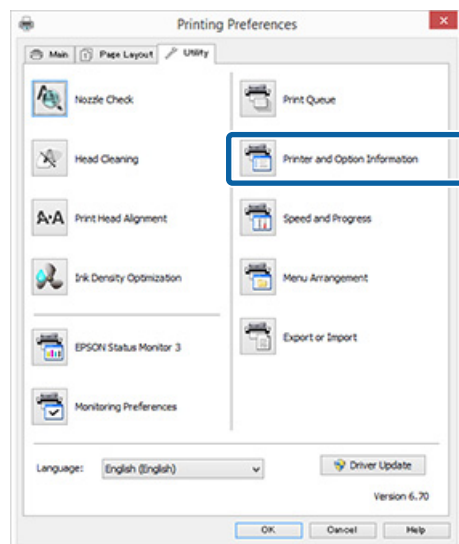 Printing Preferences
Main
Page Layout
Utility
Nozzle Check
Print Queue
Head Cleaning
Printer and Option Information
Print Head Alignment
Speed and Progress
Ink Density Optimization
Menu Arrangement
EPSON Status Monitor 3
Export or Import
Monitoring Preferences
Language:
English (English)
Driver Update
Version 6.70
OK
Cancel
Help